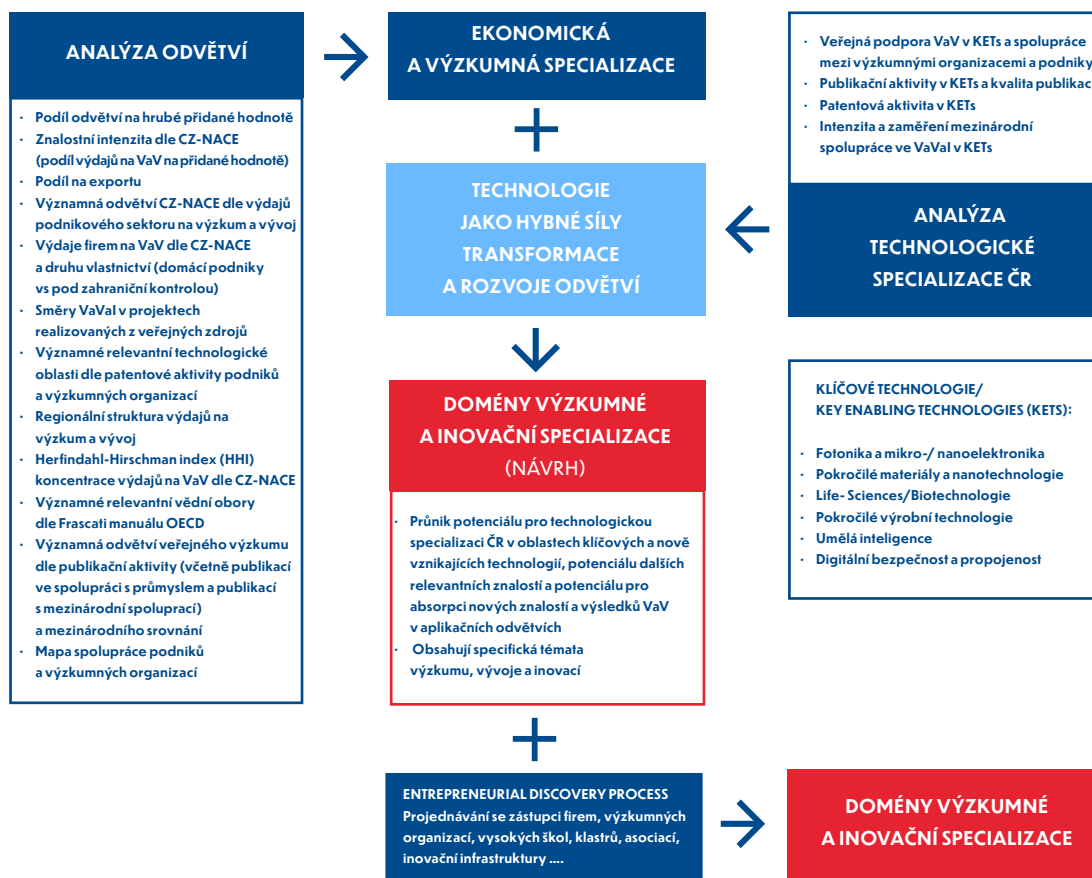 ANALÝZA ODVĚTVÍ
· Podíl odvětví na hrubé přidané hodnotě
· Znalostní intenzita dle CZ-NACE
(podíl výdajů na VaV na přidané hodnotě)
· Podíl na exportu
· Významná odvětví CZ-NACE dle výdajů
podnikového sektoru na výzkum a vývoj
· Výdaje firem na VaV dle CZ-NACE
a druhu vlastnictví (domácí podniky
vs pod zahraniční kontrolou)
· Směry VaVaI v projektech
realizovaných z veřejných zdrojů
· Významné relevantní technologické
oblasti dle patentové aktivity podniků
a výzkumných organizací
· Regionální struktura výdajů na
výzkum a vývoj
· Herfindahl-Hirschman index (HHI)
koncentrace výdajů na VaV dle CZ-NACE
· Významné relevantní vědní obory
dle Frascati manuálu OECD
· Významná odvětví veřejného výzkumu
dle publikační aktivity (včetně publikací
ve spolupráci s průmyslem a publikací
s mezinárodní spoluprací)
a mezinárodního srovnání
· Mapa spolupráce podniků
a výzkumných organizací
EKONOMICKÁ
A VÝZKUMNÁ SPECIALIZACE
TECHNOLOGIE
JAKO HYBNÉ SÍLY
TRANSFORMACE
A ROZVOJE ODVĚTVÍ
DOMÉNY VÝZKUMNÉ
A INOVAČNÍ SPECIALIZACE
(NÁVRH)
· Průnik potenciálu pro technologickou
specializaci ČR v oblastech klíčových a nově
vznikajících technologií, potenciálu dalších
relevantních znalostí a potenciálu pro
absorpci nových znalostí a výsledků VaV
v aplikačních odvětvích
· Obsahují specifická témata
výzkumu, vývoje a inovací
ENTREPRENEURIAL DISCOVERY PROCESS
Projednávání se zástupci firem, výzkumných
organizací, vysokých škol, klastrů, asociací,
inovační infrastruktury ....
· Veřejná podpora VaV v KETs a spolupráce
mezi výzkumnými organizacemi a podniky
· Publikační aktivity v KETs a kvalita publikac
· Patentová aktivita v KETs
· Intenzita a zaměření mezinárodní
spolupráce ve VaVaI v KETs
ANALÝZA
TECHNOLOGICKÉ
SPECIALIZACE ČR
KLÍČOVÉ TECHNOLOGIE/
KEY ENABLING TECHNOLOGIES (KETS):
· Fotonika a mikro-/ nanoelektronika
· Pokročilé materiály a nanotechnologie
· Life- Sciences/Biotechnologie
· Pokročilé výrobní technologie
· Umělá inteligence
· Digitální bezpečnost a propojenost
DOMÉNY VÝZKUMNÉ
A INOVAČNÍ SPECIALIZACE